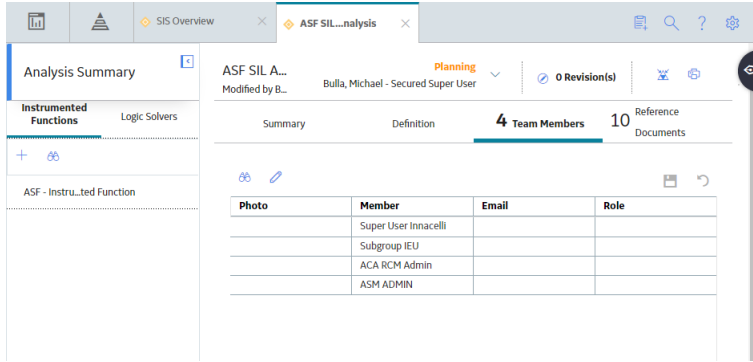 SIS Overview
ASF SIL...nalysis
Analysis Summary
Instrumented
Functions
Logic Solvers
ASF - Instru...ted Function
ASF SIL A...
Modified by B...
Planning
Bulla, Michael - Secured Super User
0 Revision(s)
Summary
Definition
4 Team Members
10 Reference
Documents
Photo Member Email Role
Super User Innacelli
Subgroup IEU
ACA RCM Admin
ASM ADMIN